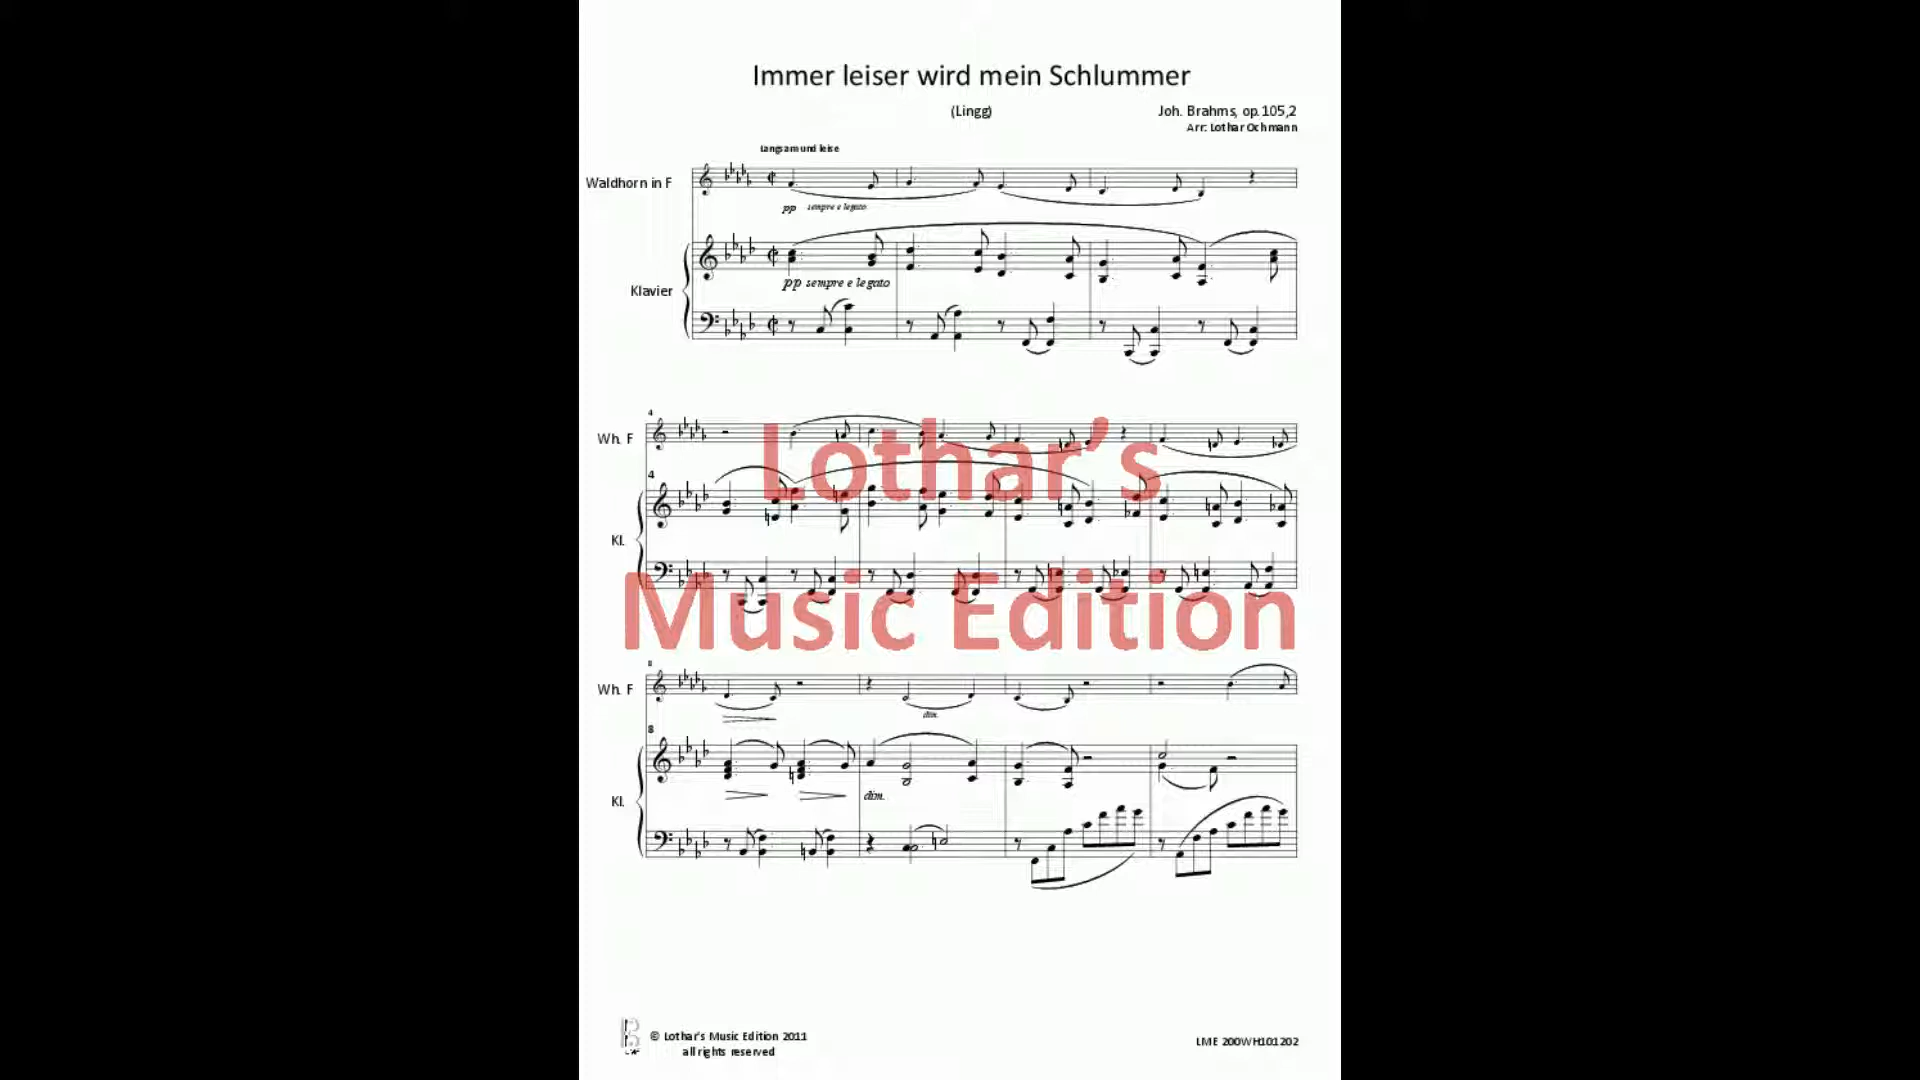 Immer leiser wird mein Schlummer
(Lingg)
Joh. Brahms, op.105,2
Arr: Lothar Ochmann
Langsam und leise
Waldhorn in F
pp sempre e legato
Klavier
pp sempre e legato
4
Wh. F
4
Kl.
Lothar's
Music Edition
8
Wh. F
dim.
8
Kl.
dim.
© Lothar's Music Edition 2011
all rights reserved
LME 200WH101202